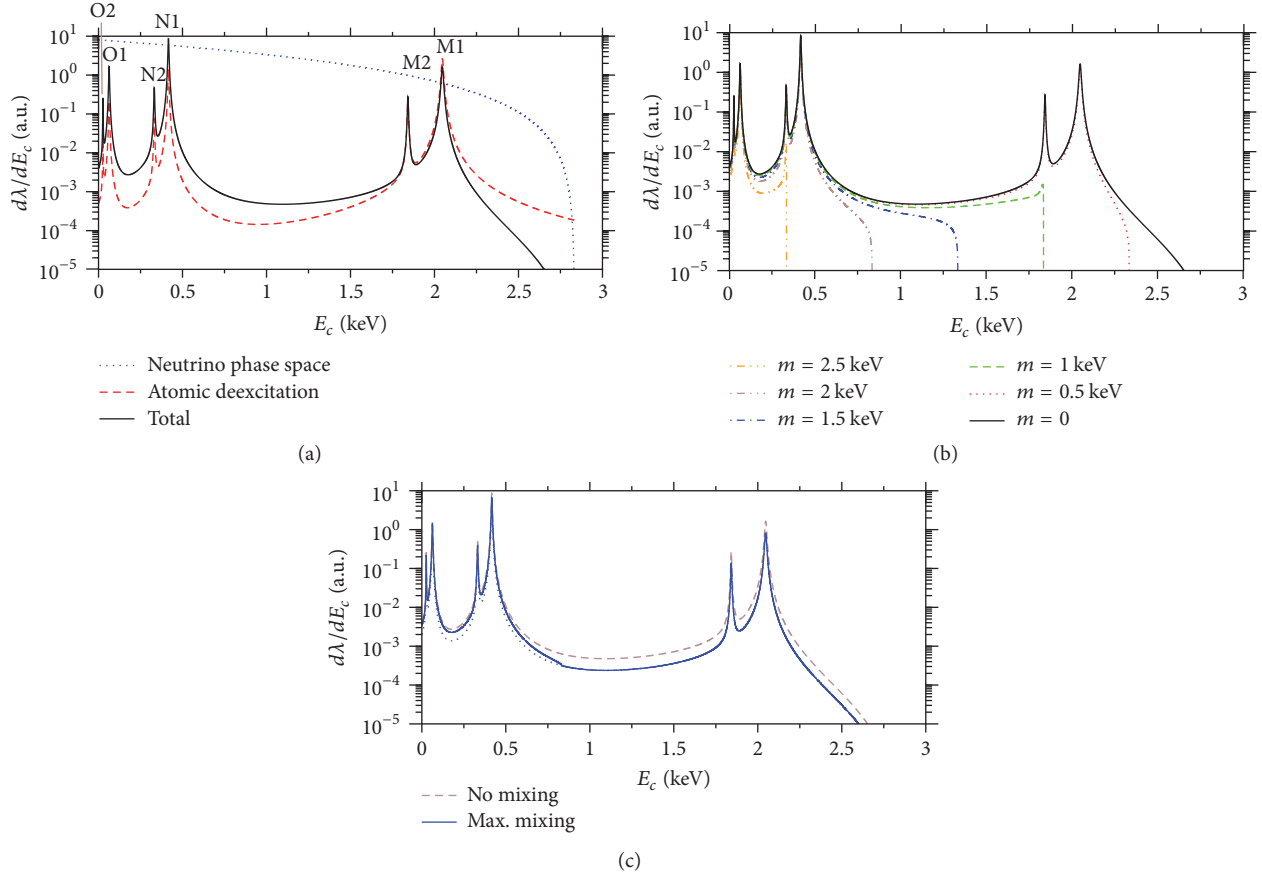 O2
N1
O1
N2
M2
M1
10^1
10^0
10^-1
10^-2
10^-3
10^-4
10^-5
dλ/dE_c (a.u.)
0 0.5 1 1.5 2 2.5 3
E_c (keV)
Neutrino phase space
Atomic deexcitation
Total
(a)
10^1
10^0
10^-1
10^-2
10^-3
10^-4
10^-5
dλ/dE_c (a.u.)
0 0.5 1 1.5 2 2.5 3
E_c (keV)
m = 2.5 keV
m = 2 keV
m = 1.5 keV
m = 1 keV
m = 0.5 keV
m = 0
(b)
10^1
10^0
10^-1
10^-2
10^-3
10^-4
10^-5
dλ/dE_c (a.u.)
0 0.5 1 1.5 2 2.5 3
E_c (keV)
No mixing
Max. mixing
(c)